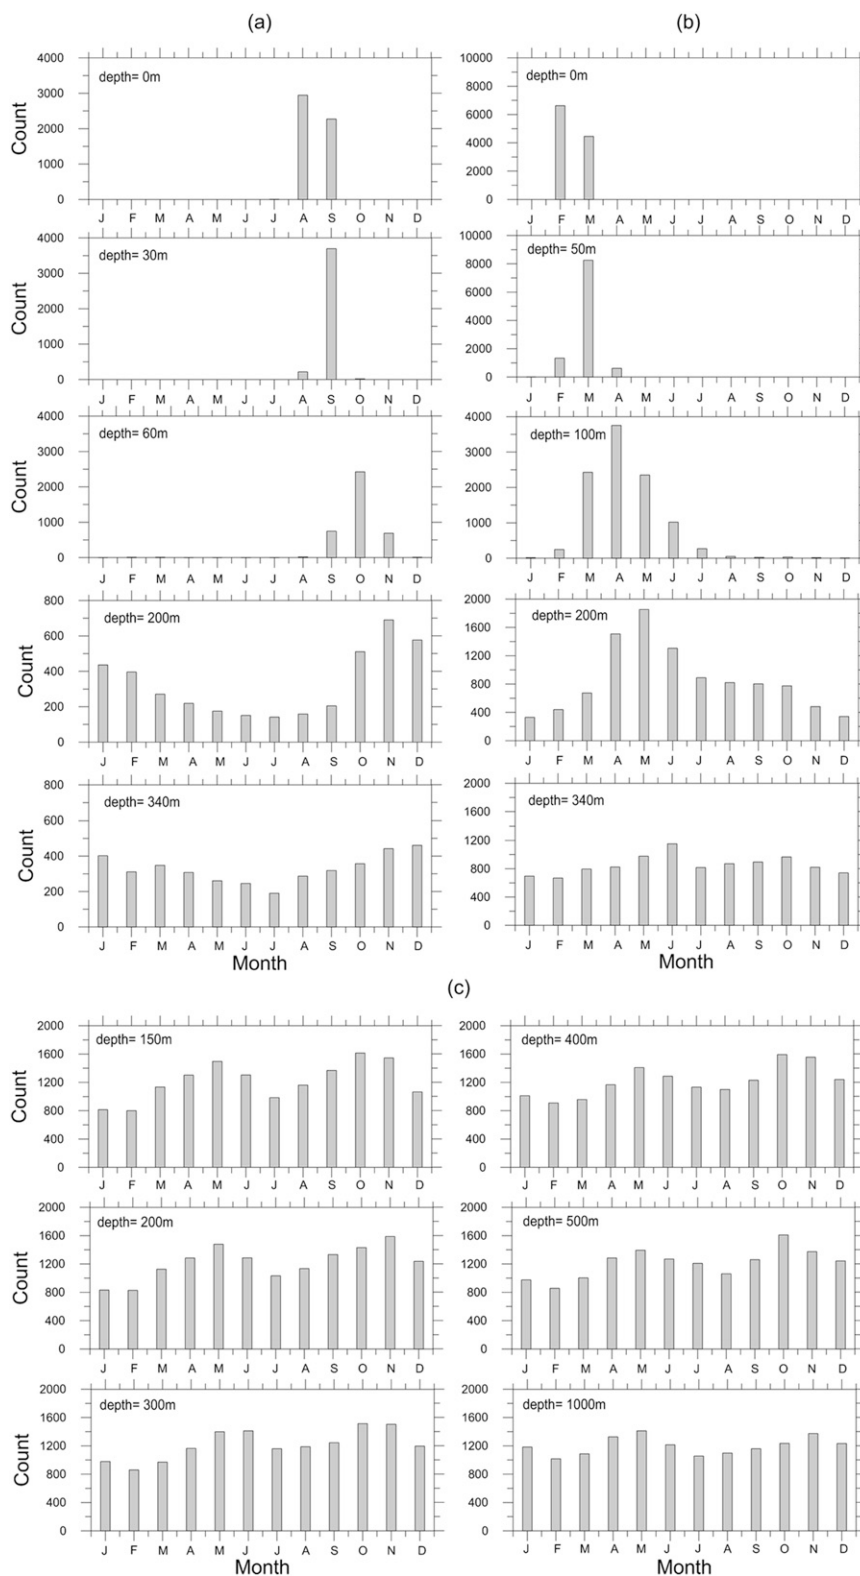 (a)
Count
4000
3000
2000
1000
0
depth= 0m
J F M A M J J A S O N D
4000
3000
2000
1000
0
Count
depth= 30m
J F M A M J J A S O N D
4000
3000
2000
1000
0
Count
depth= 60m
J F M A M J J A S O N D
800
600
400
200
0
Count
depth= 200m
J F M A M J J A S O N D
800
600
400
200
0
Count
depth= 340m
J F M A M J J A S O N D
Month
(b)
10000
8000
6000
4000
2000
0
depth= 0m
J F M A M J J A S O N D
10000
8000
6000
4000
2000
0
depth= 50m
J F M A M J J A S O N D
4000
3000
2000
1000
0
depth= 100m
J F M A M J J A S O N D
2000
1600
1200
800
400
0
depth= 200m
J F M A M J J A S O N D
2000
1600
1200
800
400
0
depth= 340m
J F M A M J J A S O N D
Month
(c)
2000
1600
1200
800
400
0
Count
depth= 150m
J F M A M J J A S O N D
2000
1600
1200
800
400
0
Count
depth= 200m
J F M A M J J A S O N D
2000
1600
1200
800
400
0
Count
depth= 300m
J F M A M J J A S O N D
Month
2000
1600
1200
800
400
0
depth= 400m
J F M A M J J A S O N D
2000
1600
1200
800
400
0
depth= 500m
J F M A M J J A S O N D
2000
1600
1200
800
400
0
depth= 1000m
J F M A M J J A S O N D
Month